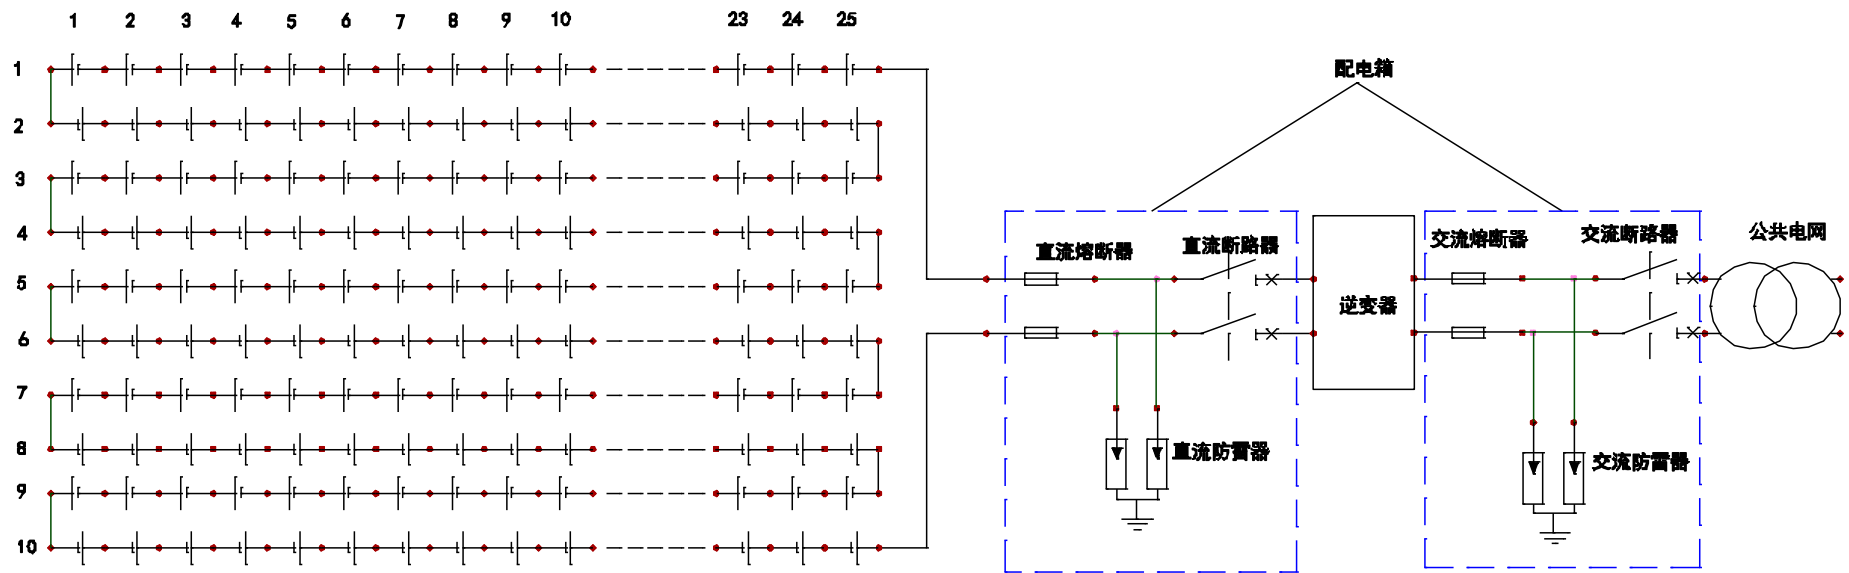 1 2 3 4 5 6 7 8 9 10 23 24 25
1
2
3
4
5
6
7
8
9
10
配电箱
直流熔断器
直流断路器
交流熔断器
交流断路器
公共电网
逆变器
直流防雷器
交流防雷器